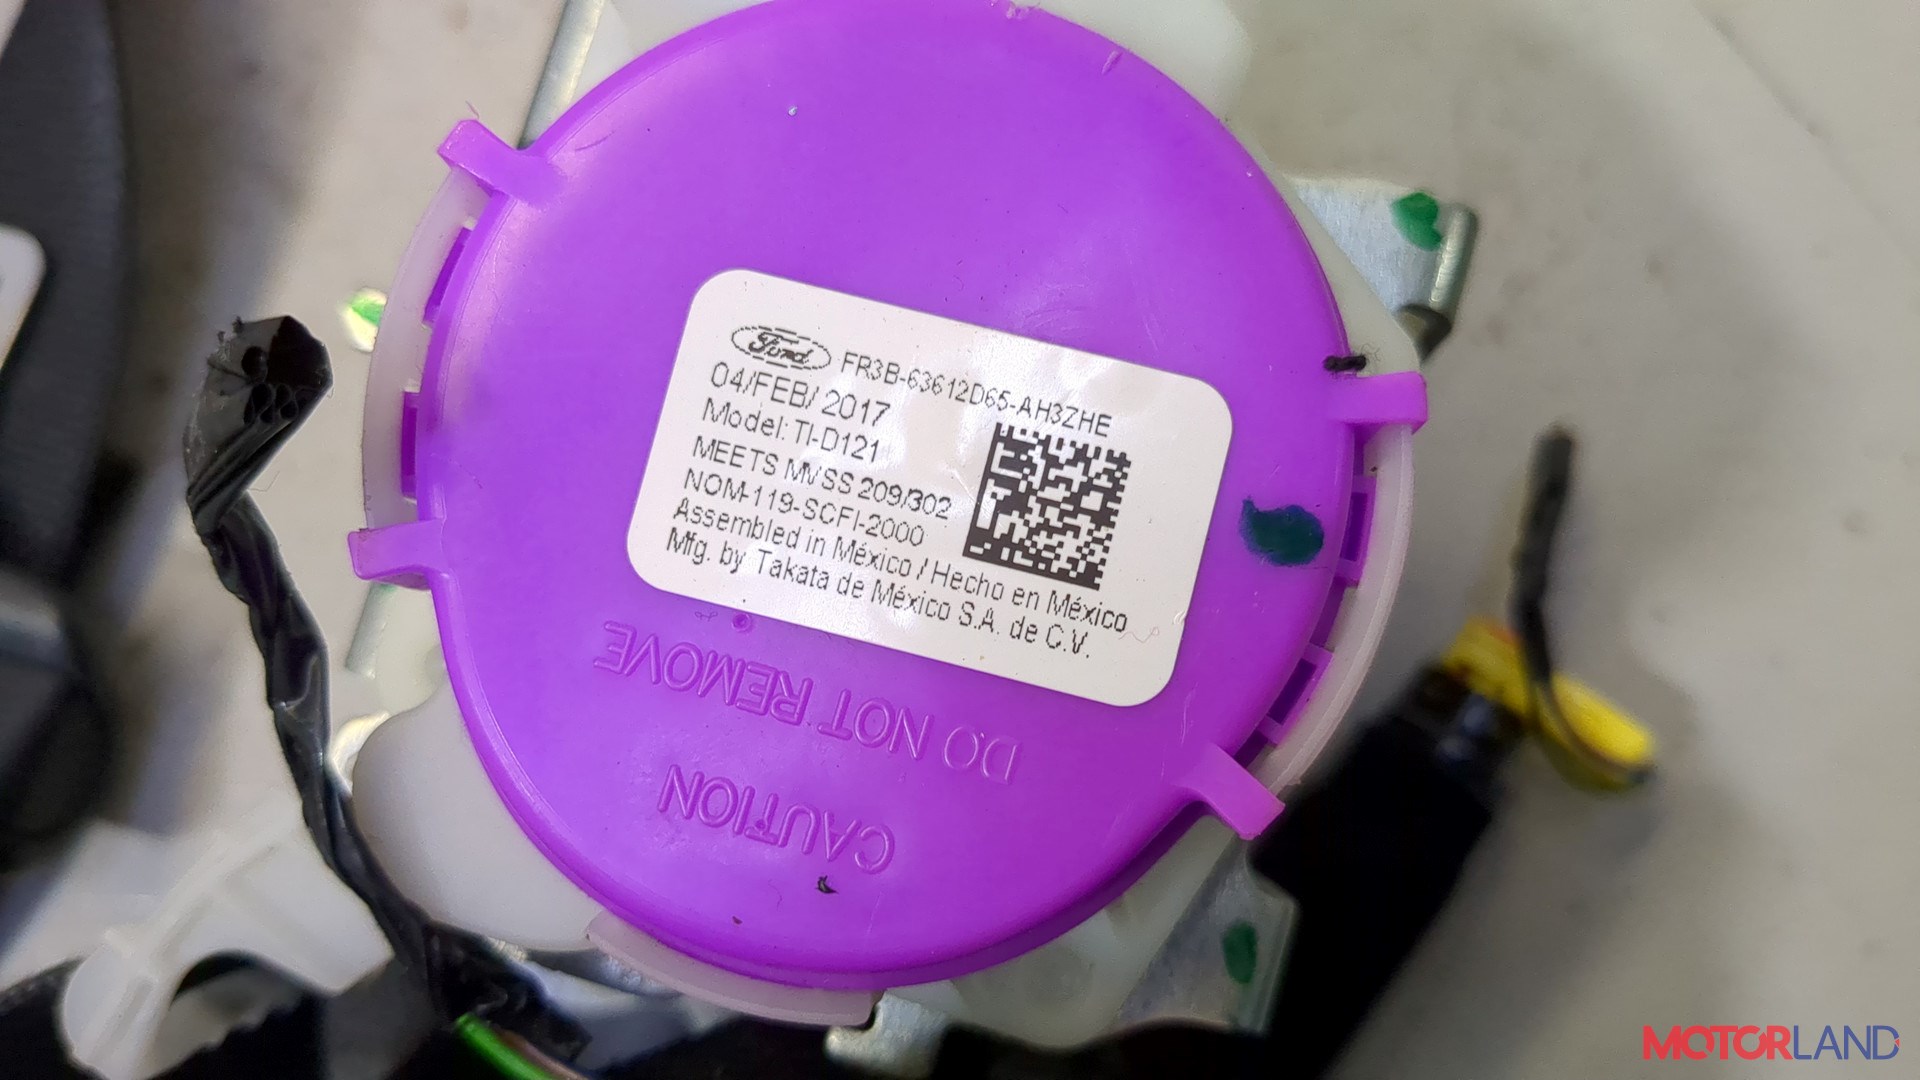 Ford FR3B-63612D65-AH3ZHE
04/FEB/ 2017
Model: TI-D121
MEETS MVSS 209/302
NOM-119-SCFI-2000
Assembled in México / Hecho en México
Mfg. by Takata de México S.A. de C.V.
CAUTION
DO NOT REMOVE
MOTORLAND